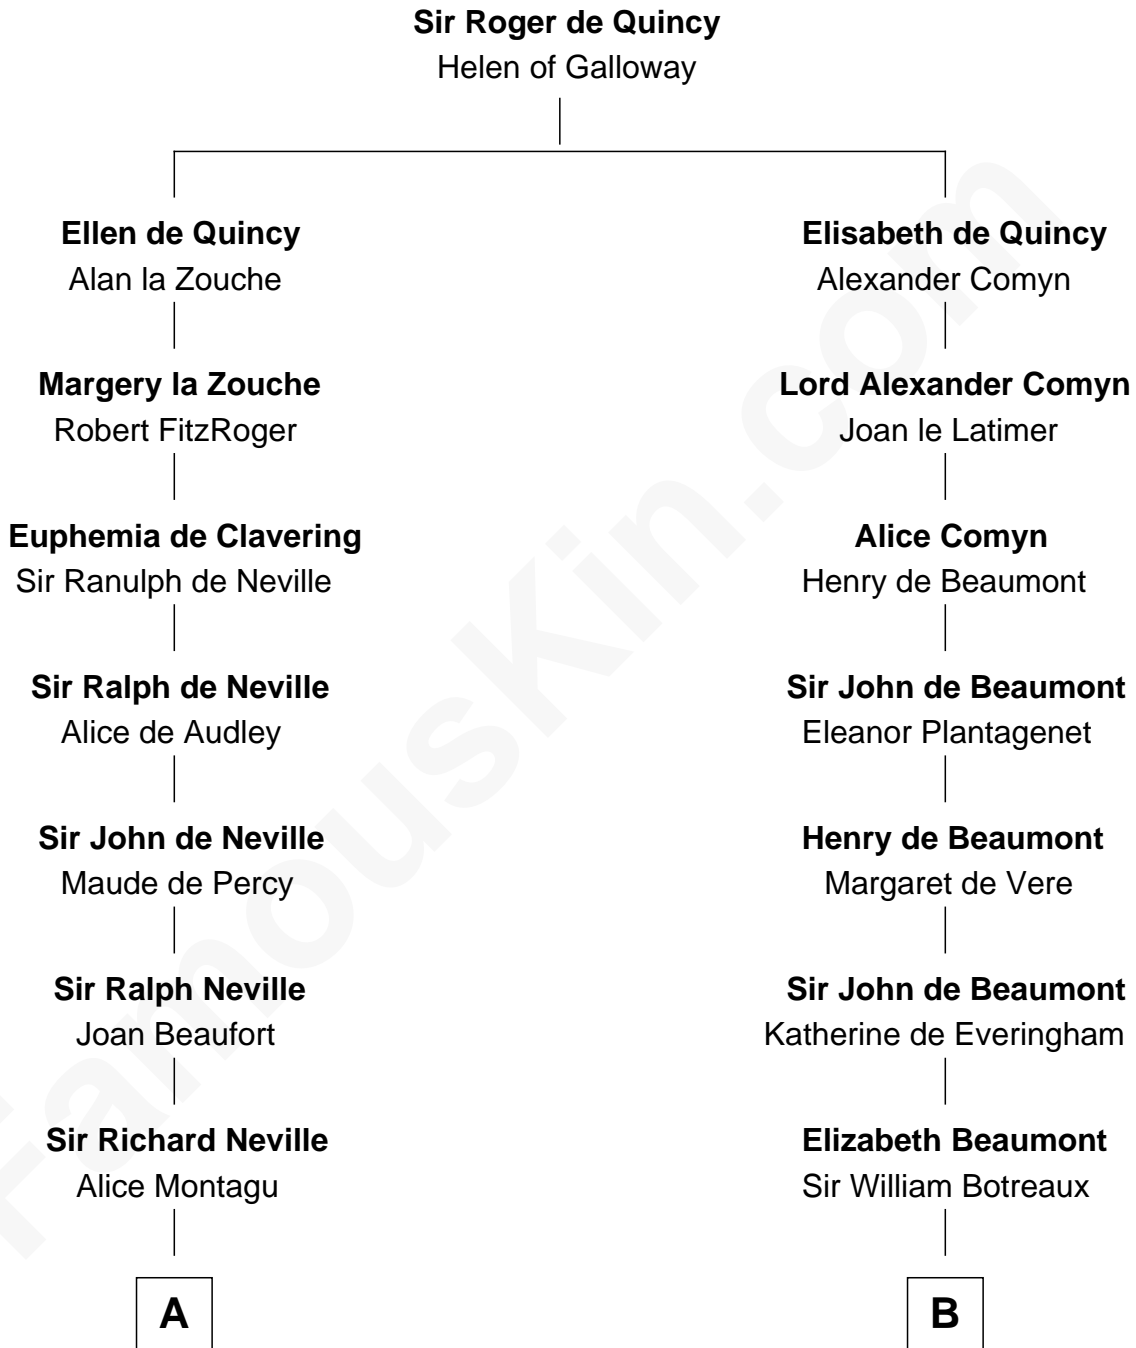 Sir Roger de Quincy
Helen of Galloway
Ellen de Quincy
Alan la Zouche
Elisabeth de Quincy
Alexander Comyn
Margery la Zouche
Robert FitzRoger
Lord Alexander Comyn
Joan le Latimer
Euphemia de Clavering
Sir Ranulph de Neville
Alice Comyn
Henry de Beaumont
Sir Ralph de Neville
Alice de Audley
Sir John de Beaumont
Eleanor Plantagenet
Sir John de Neville
Maude de Percy
Henry de Beaumont
Margaret de Vere
Sir Ralph Neville
Joan Beaufort
Sir John de Beaumont
Katherine de Everingham
Sir Richard Neville
Alice Montagu
Elizabeth Beaumont
Sir William Botreaux
A
B
FamousKin.com